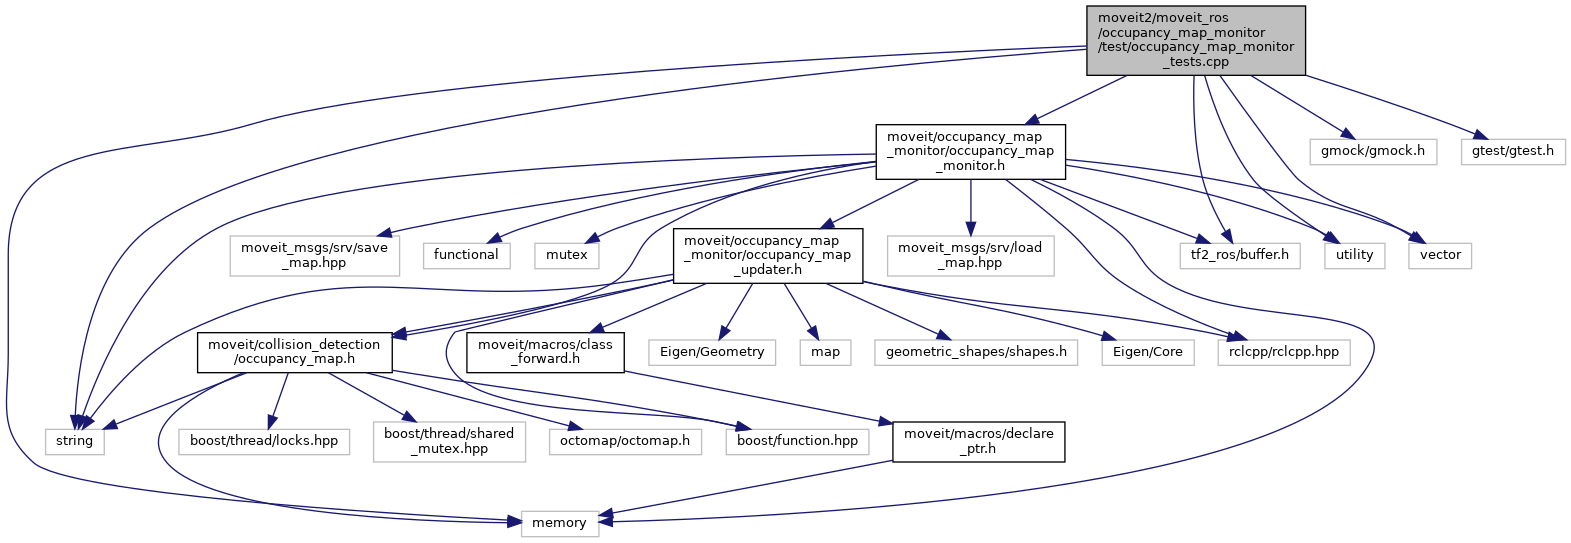 moveit2/moveit_ros
/occupancy_map_monitor
/test/occupancy_map_monitor
_tests.cpp
moveit/occupancy_map
_monitor/occupancy_map
_monitor.h
gmock/gmock.h
gtest/gtest.h
moveit_msgs/srv/save
_map.hpp
functional
mutex
moveit/occupancy_map
_monitor/occupancy_map
_updater.h
moveit_msgs/srv/load
_map.hpp
tf2_ros/buffer.h
utility
vector
moveit/collision_detection
/occupancy_map.h
moveit/macros/class
_forward.h
Eigen/Geometry
map
geometric_shapes/shapes.h
Eigen/Core
rclcpp/rclcpp.hpp
string
boost/thread/locks.hpp
boost/thread/shared
_mutex.hpp
octomap/octomap.h
boost/function.hpp
moveit/macros/declare
_ptr.h
memory